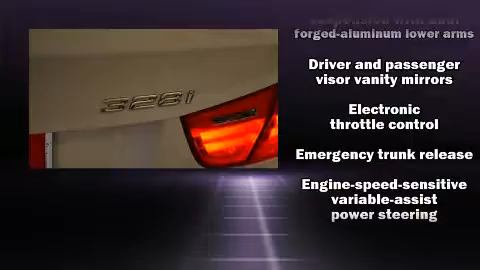 328i
forged-aluminum lower arms
Driver and passenger
visor vanity mirrors
Electronic
throttle control
Emergency trunk release
Engine-speed-sensitive
variable-assist
power steering